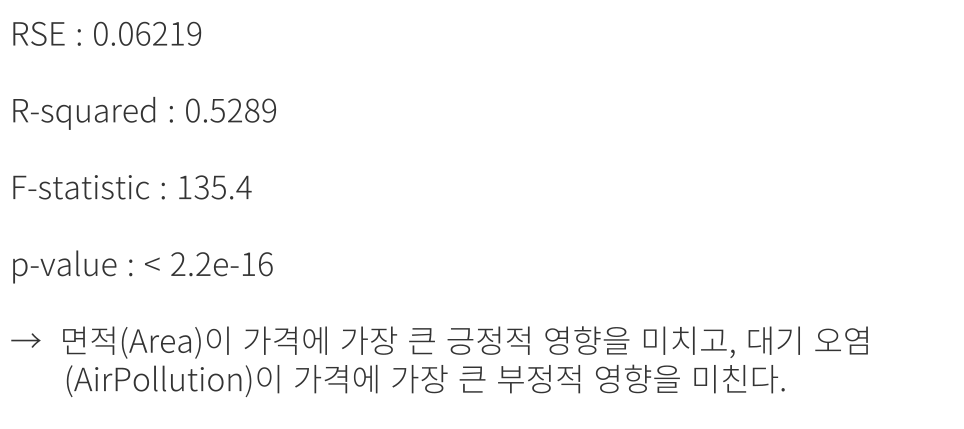 RSE : 0.06219
R-squared : 0.5289
F-statistic : 135.4
p-value : < 2.2e-16
→ 면적(Area)이 가격에 가장 큰 긍정적 영향을 미치고, 대기 오염
(AirPollution)이 가격에 가장 큰 부정적 영향을 미친다.